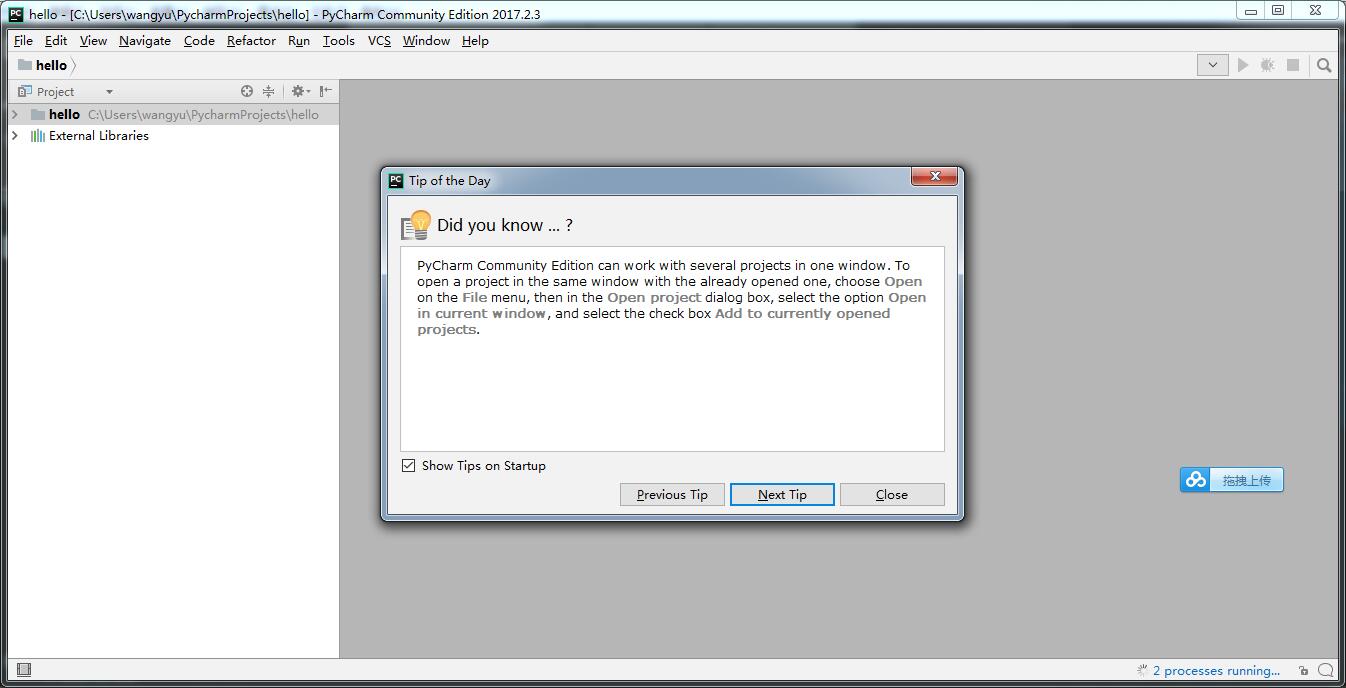 hello - [C:\Users\wangyu\PycharmProjects\hello] - PyCharm Community Edition 2017.2.3
File Edit View Navigate Code Refactor Run Tools VCS Window Help
hello
Project
hello C:\Users\wangyu\PycharmProjects\hello
External Libraries
PC Tip of the Day
Did you know ... ?
PyCharm Community Edition can work with several projects in one window. To
open a project in the same window with the already opened one, choose Open
on the File menu, then in the Open project dialog box, select the option Open
in current window, and select the check box Add to currently opened
projects.
Show Tips on Startup
Previous Tip Next Tip Close
拖拽上传
2 processes running...